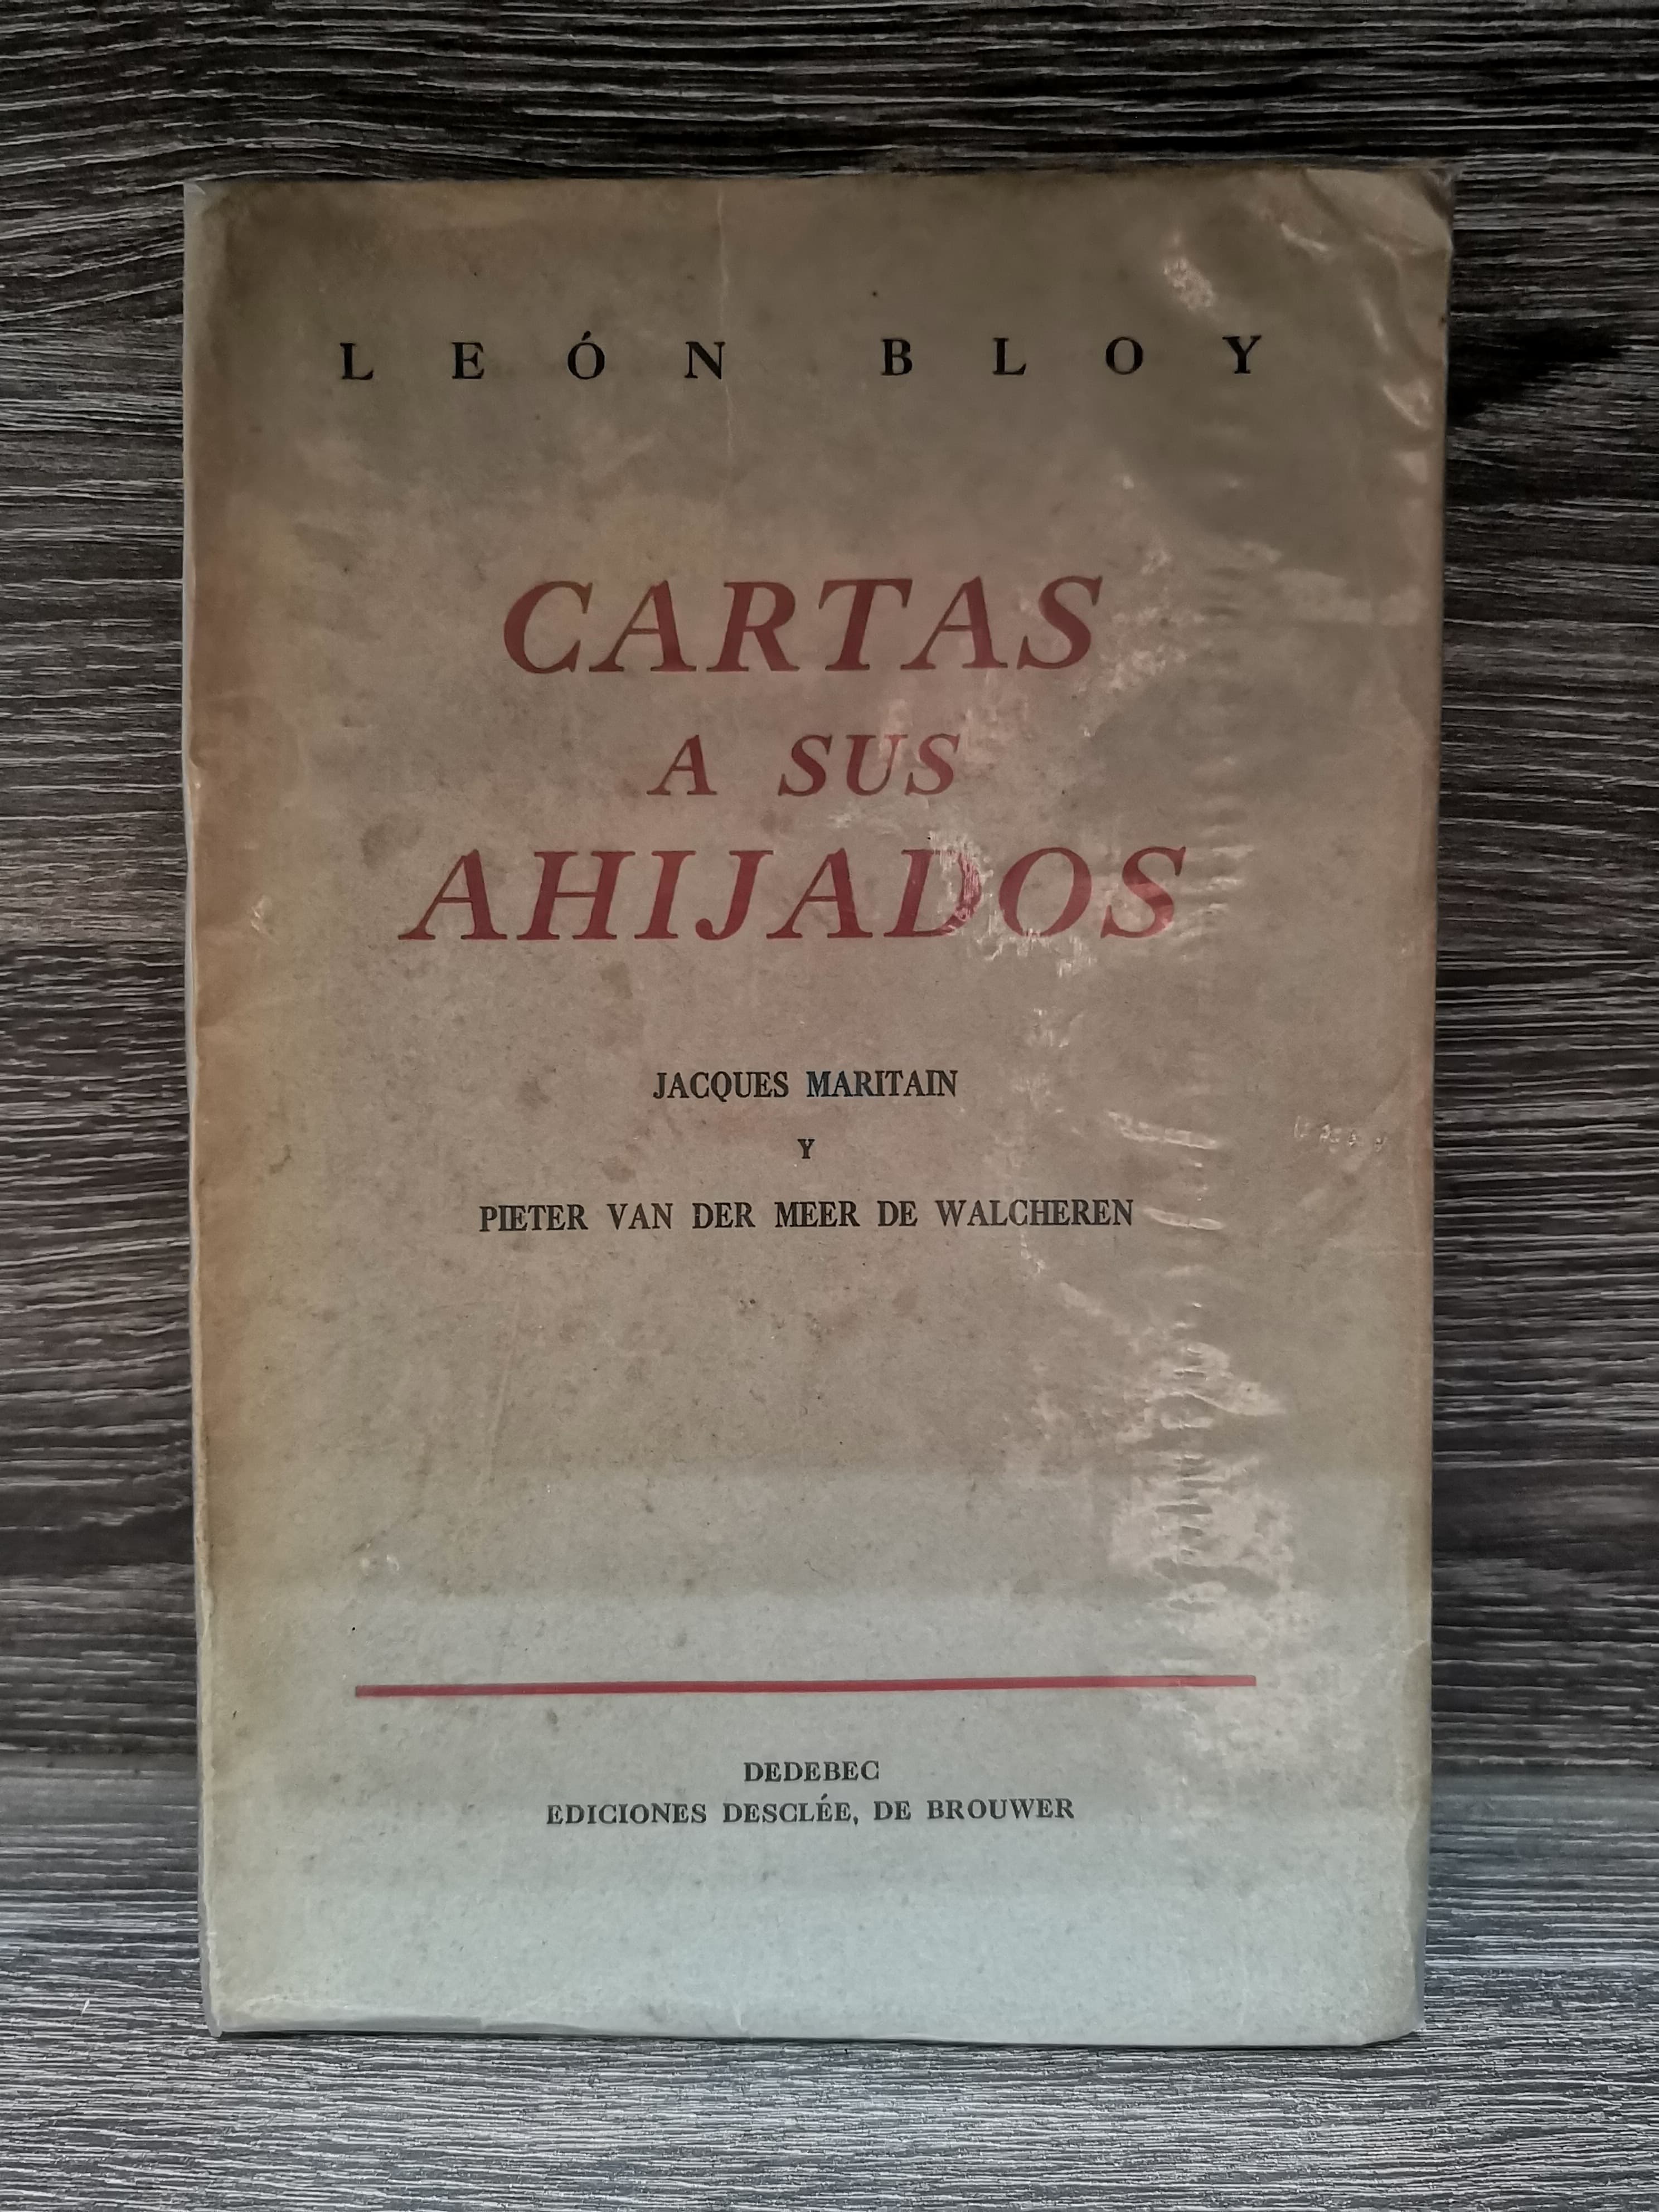 LEÓN BLOY
CARTAS
A SUS
AHIJADOS
JACQUES MARITAIN
Y
PIETER VAN DER MEER DE WALCHEREN
DEDEBEC
EDICIONES DESCLÉE, DE BROUWER